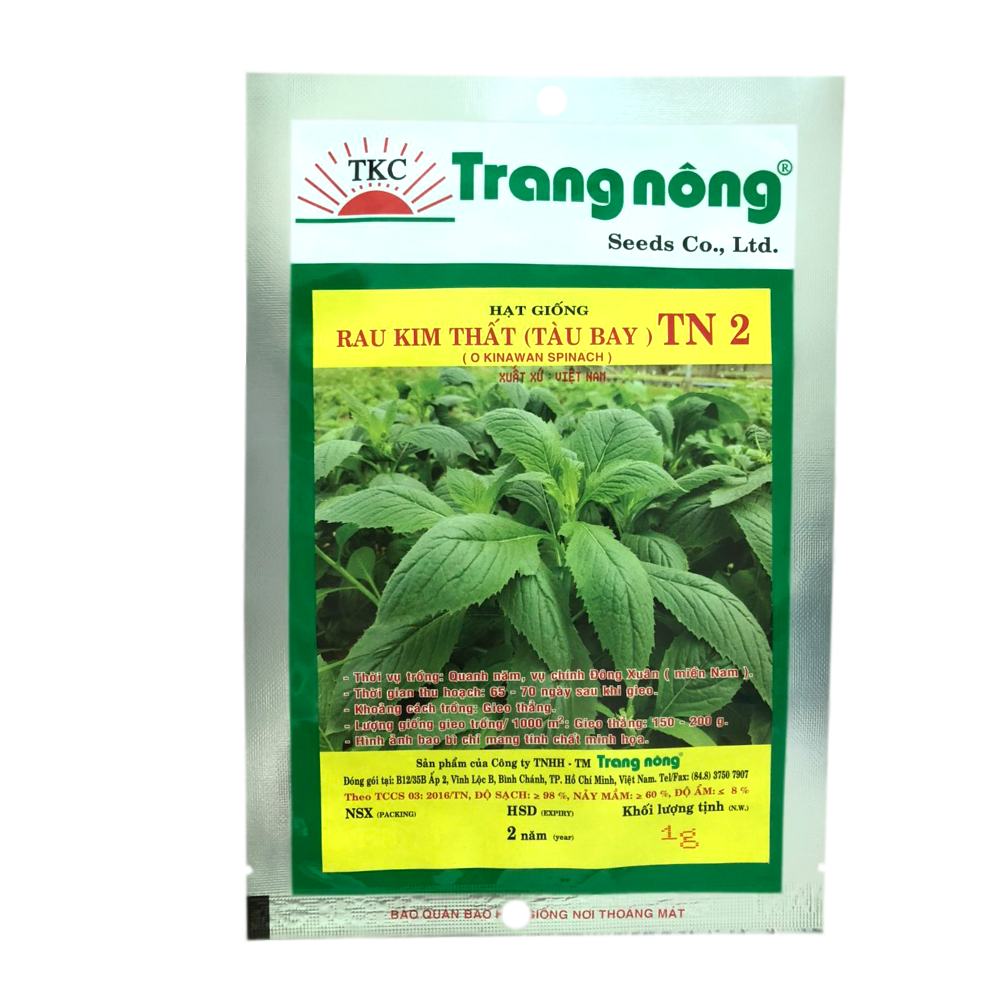 TKC
Trang nông®
Seeds Co., Ltd.
HẠT GIỐNG
RAU KIM THẤT (TÀU BAY ) TN 2
( O KINAWAN SPINACH )
XUẤT XỨ : VIỆT NAM
- Thời vụ trồng: Quanh năm, vụ chính Đông Xuân ( miền Nam ).
- Thời gian thu hoạch: 65 - 70 ngày sau khi gieo.
- Khoảng cách trồng: Gieo thẳng.
- Lượng giống gieo trồng/ 1000 m²: Gieo thẳng: 150 - 200 g.
- Hình ảnh bao bì chỉ mang tính chất minh họa.
Sản phẩm của Công ty TNHH - TM Trang nông®
Đóng gói tại: B12/35B Ấp 2, Vĩnh Lộc B, Bình Chánh, TP. Hồ Chí Minh, Việt Nam. Tel/Fax: (84.8) 3750 7907
Theo TCCS 03: 2016/TN, ĐỘ SẠCH: ≥ 98 %, NẢY MẦM: ≥ 60 %, ĐỘ ẨM: ≤ 8 %
NSX (PACKING) HSD (EXPIRY) Khối lượng tịnh (N.W.)
2 năm (year) 1g
BẢO QUẢN BAO GIỐNG NƠI THOÁNG MÁT